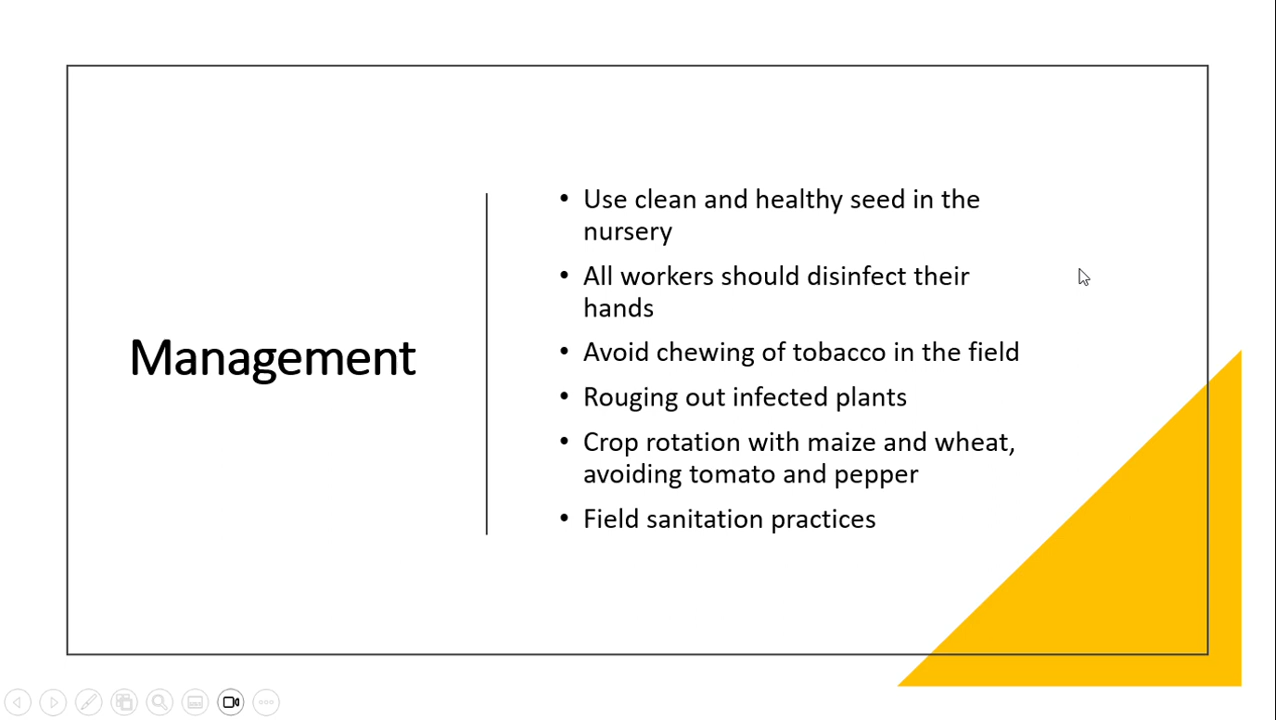 Management
• Use clean and healthy seed in the
nursery
• All workers should disinfect their
hands
• Avoid chewing of tobacco in the field
• Rouging out infected plants
• Crop rotation with maize and wheat,
avoiding tomato and pepper
• Field sanitation practices